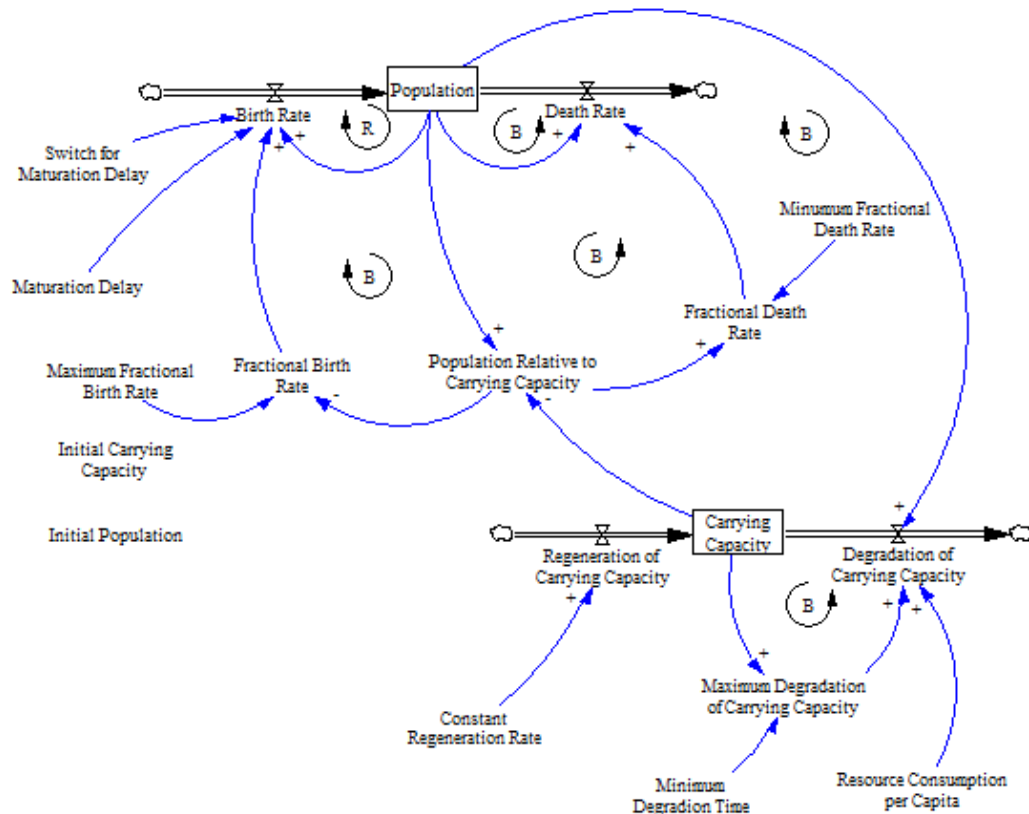 Population
Birth Rate
Death Rate
R
B
B
+
+
+
+
Switch for
Maturation Delay
Minumum Fractional
Death Rate
B
B
Maturation Delay
Fractional Death
Rate
+
+
Population Relative to
Carrying Capacity
Maximum Fractional
Birth Rate
Fractional Birth
Rate
-
-
Initial Carrying
Capacity
Initial Population
+
Carrying
Capacity
Regeneration of
Carrying Capacity
Degradation of
Carrying Capacity
B
+
+
+
+
Maximum Degradation
of Carrying Capacity
Constant
Regeneration Rate
Minimum
Degradion Time
Resource Consumption
per Capita